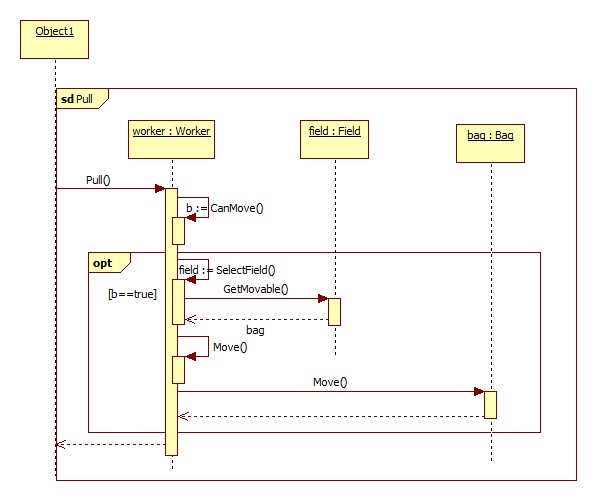 Object1
sd Pull
worker : Worker
field : Field
bag : Bag
Pull()
b := CanMove()
opt
field := SelectField()
[b==true]
GetMovable()
bag
Move()
Move()